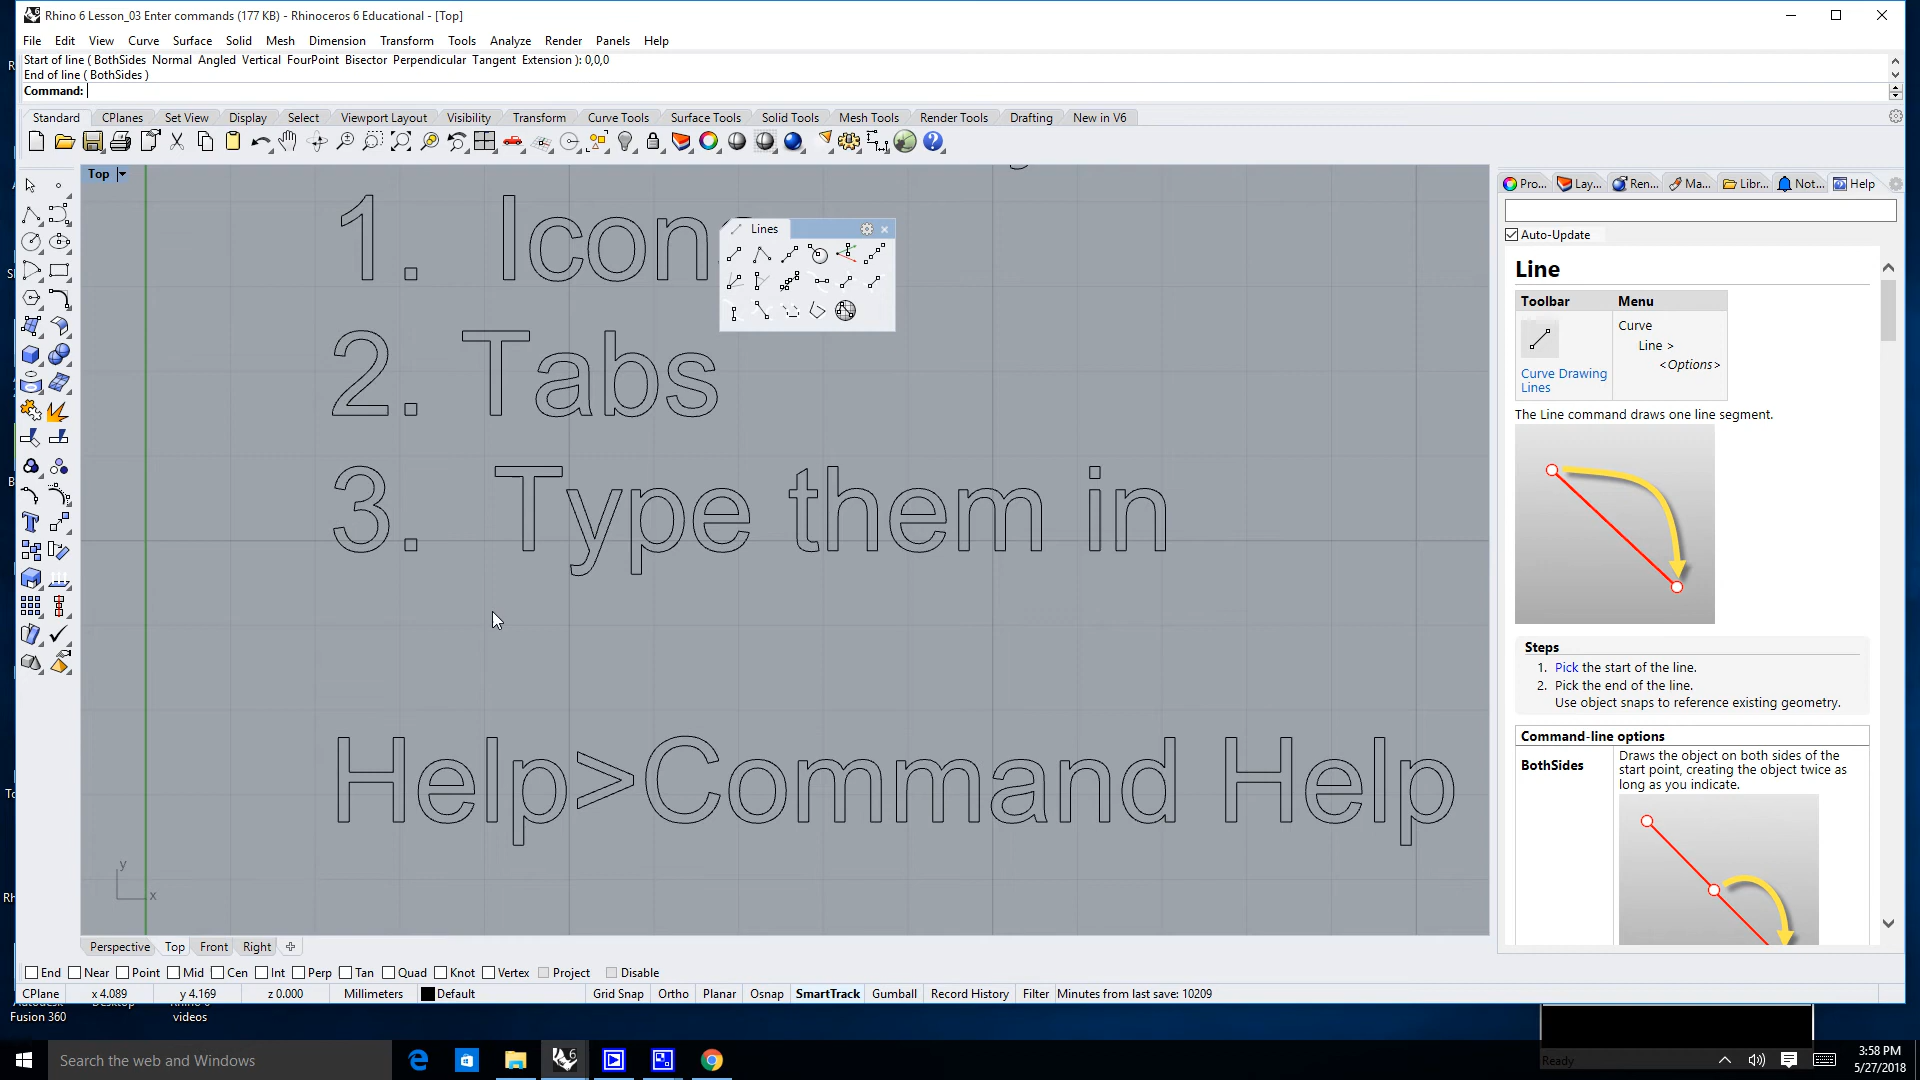 Rhino 6 Lesson_03 Enter commands (177 KB) - Rhinoceros 6 Educational - [Top]
File Edit View Curve Surface Solid Mesh Dimension Transform Tools Analyze Render Panels Help
Start of line ( BothSides Normal Angled Vertical FourPoint Bisector Perpendicular Tangent Extension ): 0,0,0
End of line ( BothSides )
Command:
Standard CPlanes Set View Display Select Viewport Layout Visibility Transform Curve Tools Surface Tools Solid Tools Mesh Tools Render Tools Drafting New in V6
Top
Pro... Lay... Ren... Ma... Libr... Not... Help
Auto-Update
1. Icons
Lines
2. Tabs
3. Type them in
Help>Command Help
y
x
Line
Toolbar Menu
Curve
Line >
<Options>
Curve Drawing
Lines
The Line command draws one line segment.
Steps
1. Pick the start of the line.
2. Pick the end of the line.
Use object snaps to reference existing geometry.
Command-line options
BothSides
Draws the object on both sides of the
start point, creating the object twice as
long as you indicate.
Perspective Top Front Right
End Near Point Mid Cen Int Perp Tan Quad Knot Vertex Project Disable
CPlane x 4.089 y 4.169 z 0.000 Millimeters Default Grid Snap Ortho Planar Osnap SmartTrack Gumball Record History Filter Minutes from last save: 10209
Fusion 360
videos
Search the web and Windows
6
Ready
3:58 PM
5/27/2018